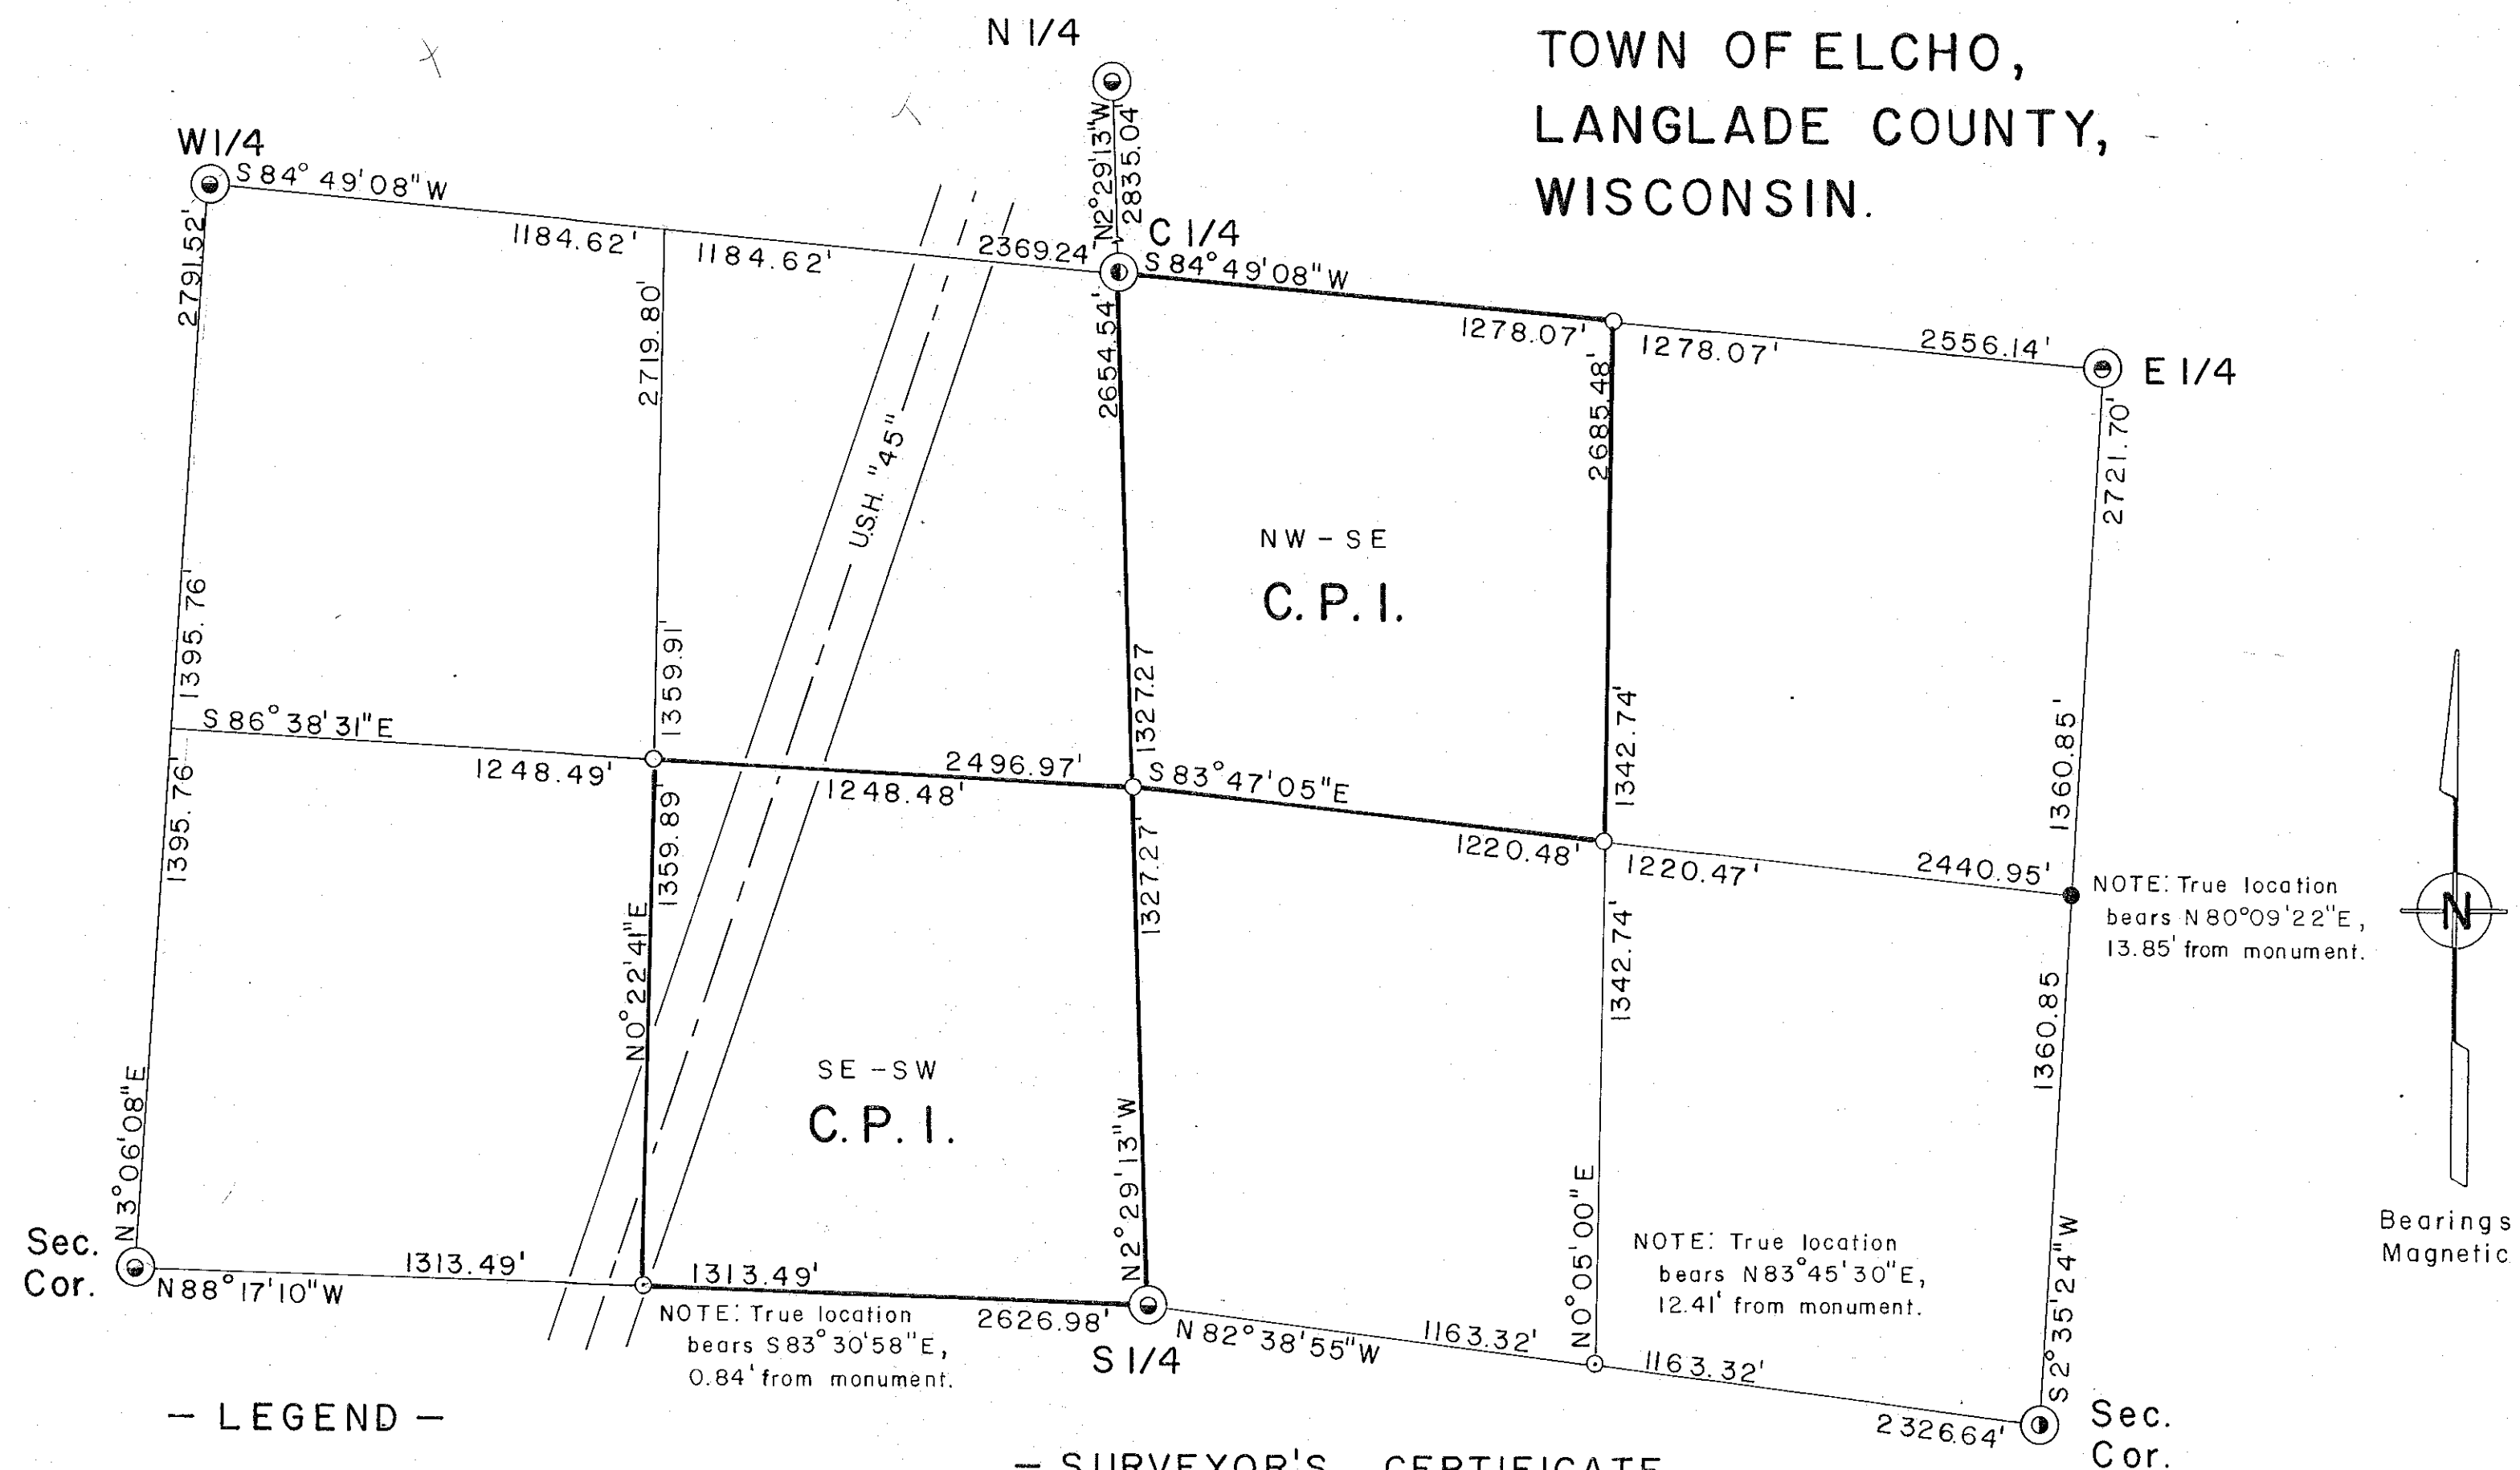 N 1/4
TOWN OF ELCHO,
LANGLADE COUNTY,
WISCONSIN.
W 1/4
S 84° 49' 08" W
N 2° 29' 13" W
2835.04'
C 1/4
S 84° 49' 08" W
1184.62'
1184.62'
2369.24'
1278.07'
1278.07'
2556.14'
E 1/4
2791.52'
2719.80'
2654.54'
2685.48'
2721.70'
U.S.H. "45"
NW - SE
C. P. I.
1395.76'
1359.91'
1327.27
1342.74'
1360.85'
S 86° 38' 31" E
1248.49'
2496.97'
1248.48'
S 83° 47' 05" E
1220.48'
1220.47'
2440.95'
NOTE: True location
bears N 80° 09' 22" E,
13.85' from monument.
N
1395.76'
1359.89'
1327.27'
1342.74'
1360.85
N 0° 22' 41" E
SE - SW
C. P. I.
N 3° 06' 08" E
N 2° 29' 13" W
N 0° 05' 00" E
S 2° 35' 24" W
NOTE: True location
bears N 83° 45' 30" E,
12.41' from monument.
Bearings
Magnetic
Sec.
Cor.
N 88° 17' 10" W
1313.49'
1313.49'
2626.98'
NOTE: True location
bears S 83° 30' 58" E,
0.84' from monument.
S 1/4
N 82° 38' 55" W
1163.32'
1163.32'
2326.64'
Sec.
Cor.
— LEGEND —
— SURVEYOR'S CERTIFICATE